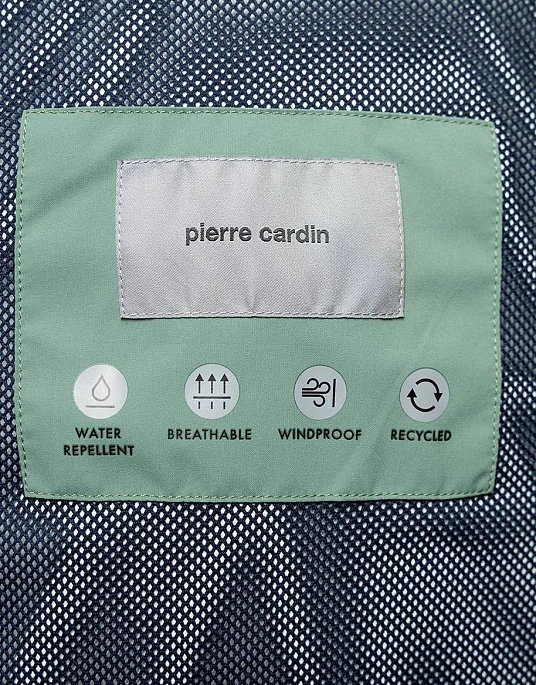 pierre cardin
WATER
REPELLENT
BREATHABLE
WINDPROOF
RECYCLED